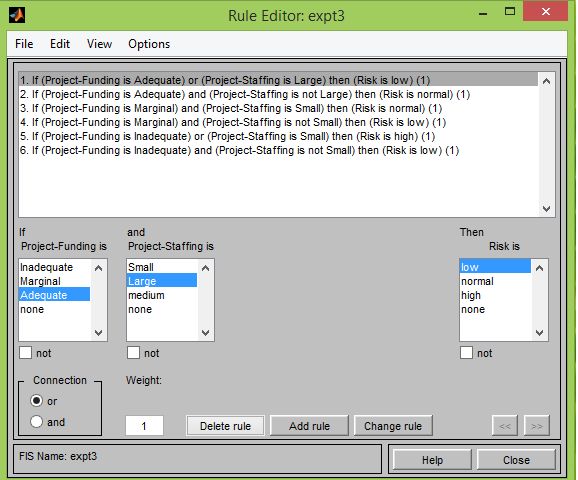 Rule Editor: expt3
File Edit View Options
1. If (Project-Funding is Adequate) or (Project-Staffing is Large) then (Risk is low) (1)
2. If (Project-Funding is Adequate) and (Project-Staffing is not Large) then (Risk is normal) (1)
3. If (Project-Funding is Marginal) and (Project-Staffing is Small) then (Risk is normal) (1)
4. If (Project-Funding is Marginal) and (Project-Staffing is not Small) then (Risk is low) (1)
5. If (Project-Funding is Inadequate) or (Project-Staffing is Small) then (Risk is high) (1)
6. If (Project-Funding is Inadequate) and (Project-Staffing is not Small) then (Risk is low) (1)
If and Then
Project-Funding is Project-Staffing is Risk is
Inadequate Small low
Marginal Large normal
Adequate medium high
none none none
not not not
Connection Weight:
or
and 1 Delete rule Add rule Change rule << >>
FIS Name: expt3 Help Close